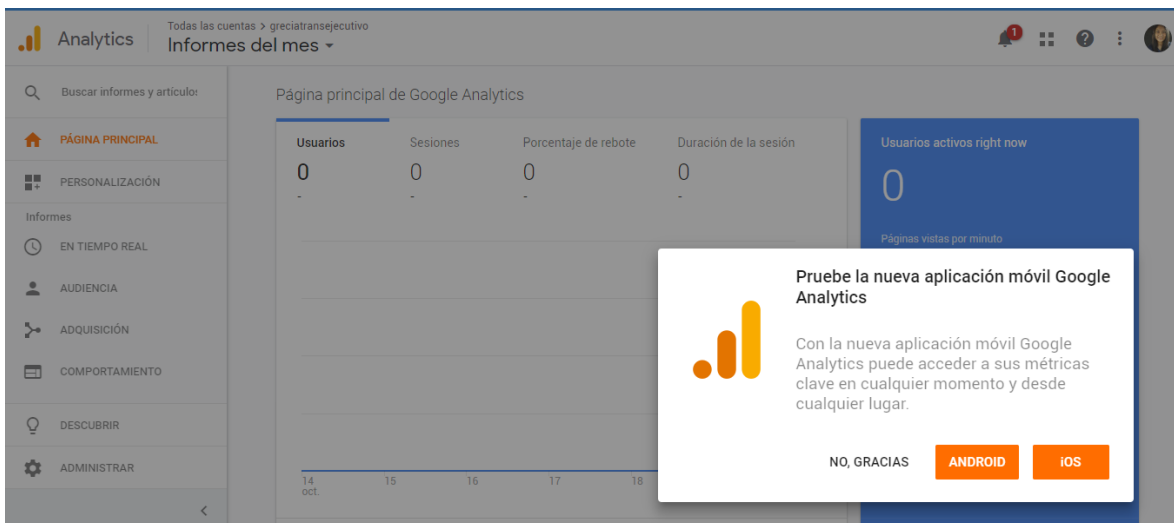 Analytics
Todas las cuentas > greciatransejecutivo
Informes del mes
1
Buscar informes y artículos
Página principal de Google Analytics
PÁGINA PRINCIPAL
PERSONALIZACIÓN
Informes
EN TIEMPO REAL
AUDIENCIA
ADQUISICIÓN
COMPORTAMIENTO
DESCUBRIR
ADMINISTRAR
Usuarios Sesiones Porcentaje de rebote Duración de la sesión
0 0 0 0
- - - -
14 15 16 17 18
oct.
Usuarios activos right now
0
Páginas vistas por minuto
Pruebe la nueva aplicación móvil Google
Analytics
Con la nueva aplicación móvil Google
Analytics puede acceder a sus métricas
clave en cualquier momento y desde
cualquier lugar.
NO, GRACIAS ANDROID iOS